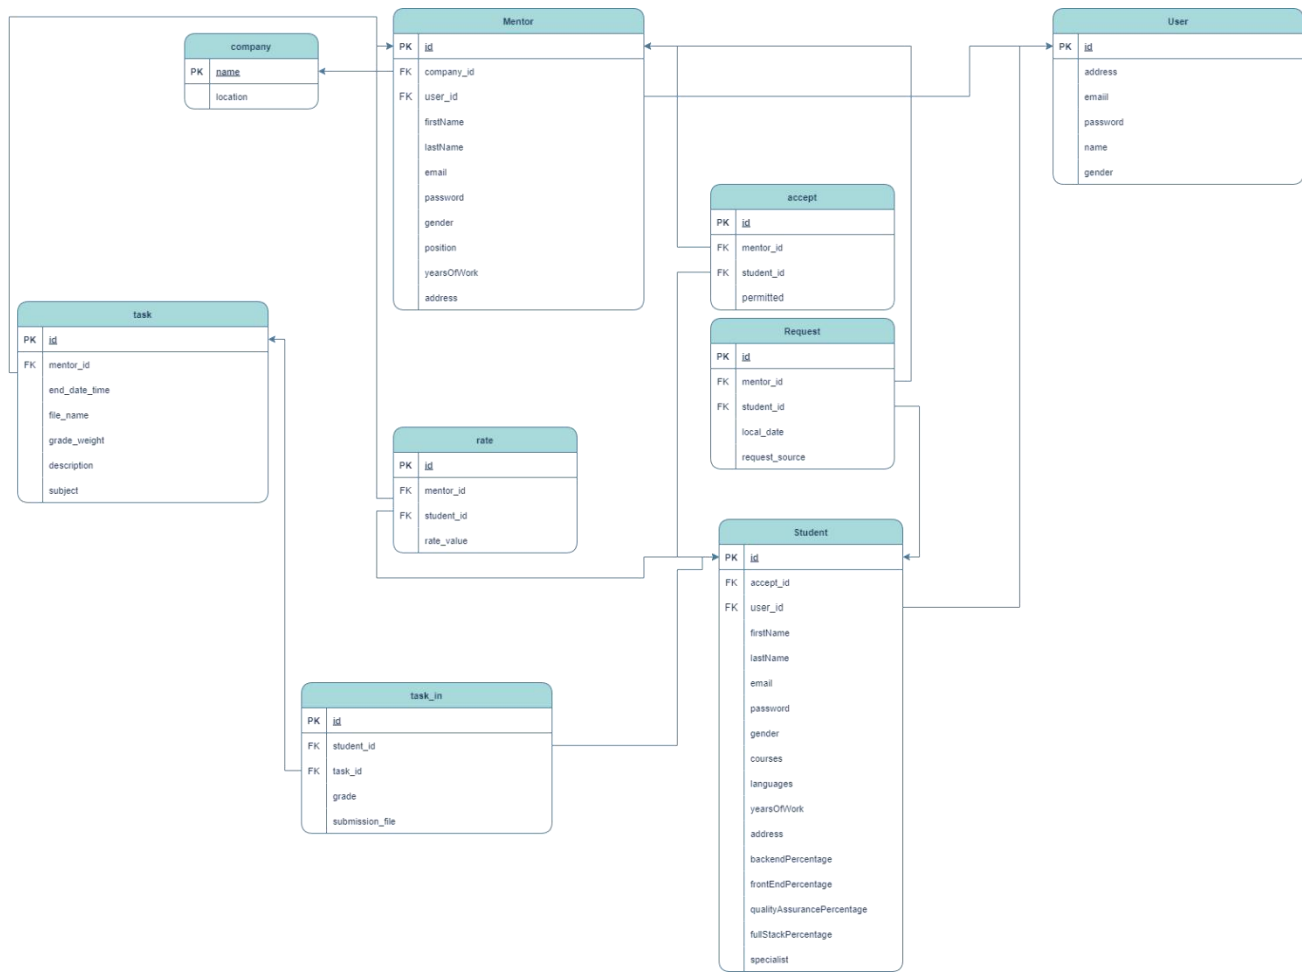 Mentor
PK id
FK company_id
FK user_id
firstName
lastName
email
password
gender
position
yearsOfWork
address
User
PK id
address
emaiil
password
name
gender
company
PK name
location
accept
PK id
FK mentor_id
FK student_id
permitted
task
PK id
FK mentor_id
end_date_time
file_name
grade_weight
description
subject
Request
PK id
FK mentor_id
FK student_id
local_date
request_source
rate
PK id
FK mentor_id
FK student_id
rate_value
Student
PK id
FK accept_id
FK user_id
firstName
lastName
email
password
gender
courses
languages
yearsOfWork
address
backendPercentage
frontEndPercentage
qualityAssurancePercentage
fullStackPercentage
specialist
task_in
PK id
FK student_id
FK task_id
grade
submission_file